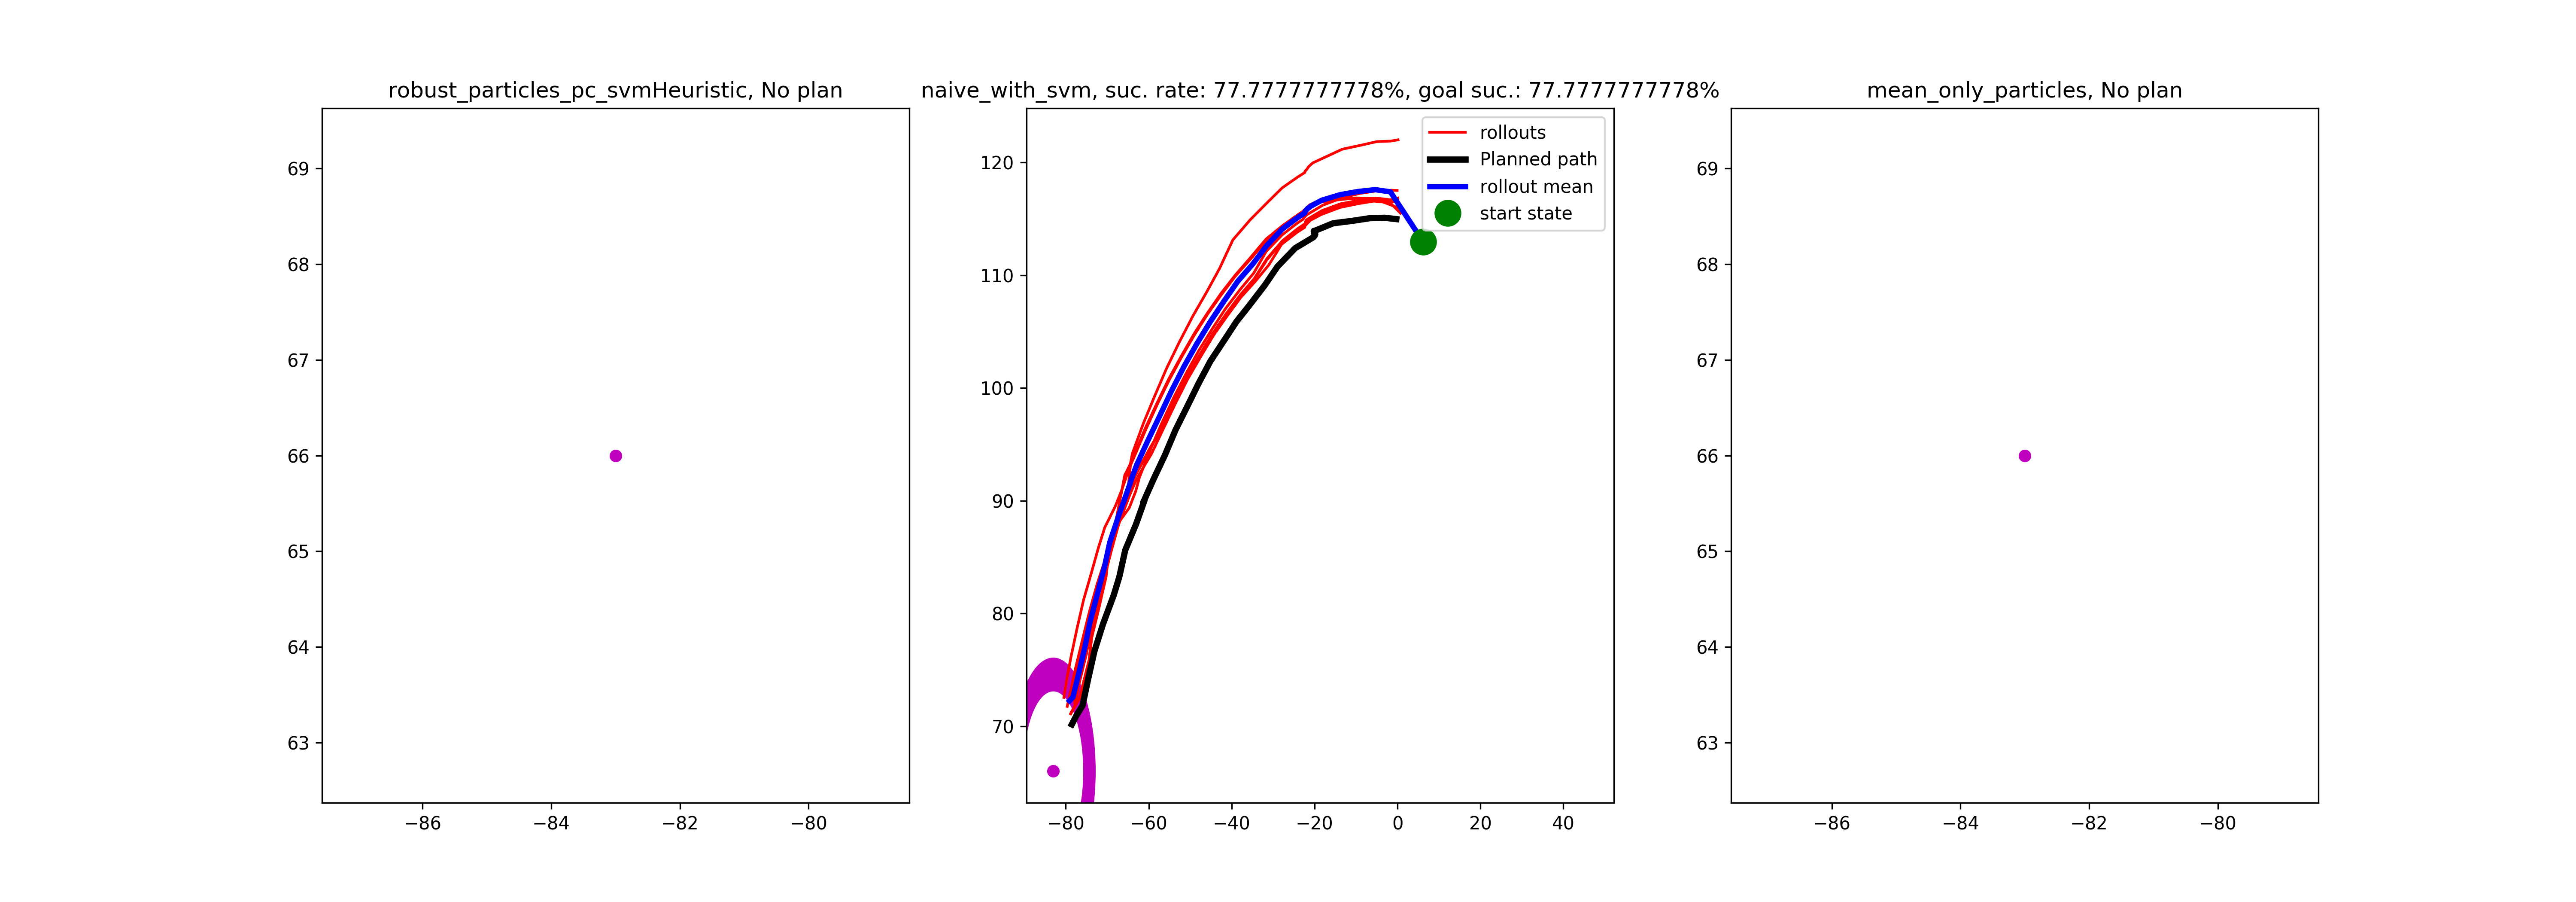 robust_particles_pc_svmHeuristic, No plan
69
68
67
66
65
64
63
−86 −84 −82 −80
naive_with_svm, suc. rate: 77.7777777778%, goal suc.: 77.7777777778%
rollouts
Planned path
rollout mean
start state
120
110
100
90
80
70
−80 −60 −40 −20 0 20 40
mean_only_particles, No plan
69
68
67
66
65
64
63
−86 −84 −82 −80